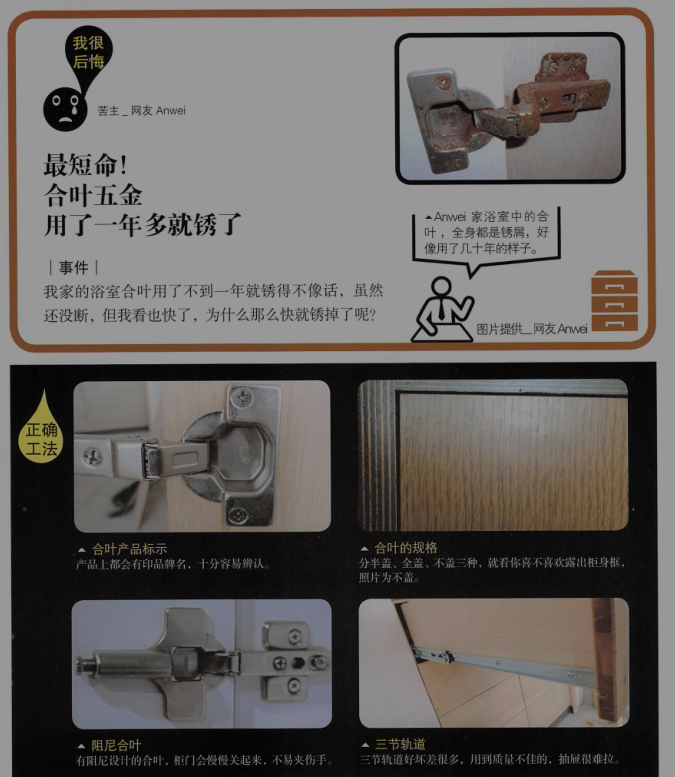 我很
后悔
苦主_网友 Anwei
最短命！
合叶五金
用了一年多就锈了
｜事件｜
我家的浴室合叶用了不到一年就锈得不像话，虽然
还没断，但我看也快了，为什么那么快就锈掉了呢？
Anwei 家浴室中的合
叶，全身都是锈屑，好
像用了几十年的样子。
图片提供_网友 Anwei
正确
工法
合叶产品标示
产品上都会有印品牌名，十分容易辨认。
合叶的规格
分半盖、全盖、不盖三种，就看你喜不喜欢露出柜身框，
照片为不盖。
阻尼合叶
有阻尼设计的合叶，柜门会慢慢关起来，不易夹伤手。
三节轨道
三节轨道好坏差很多，用到质量不佳的，抽屉很难拉。